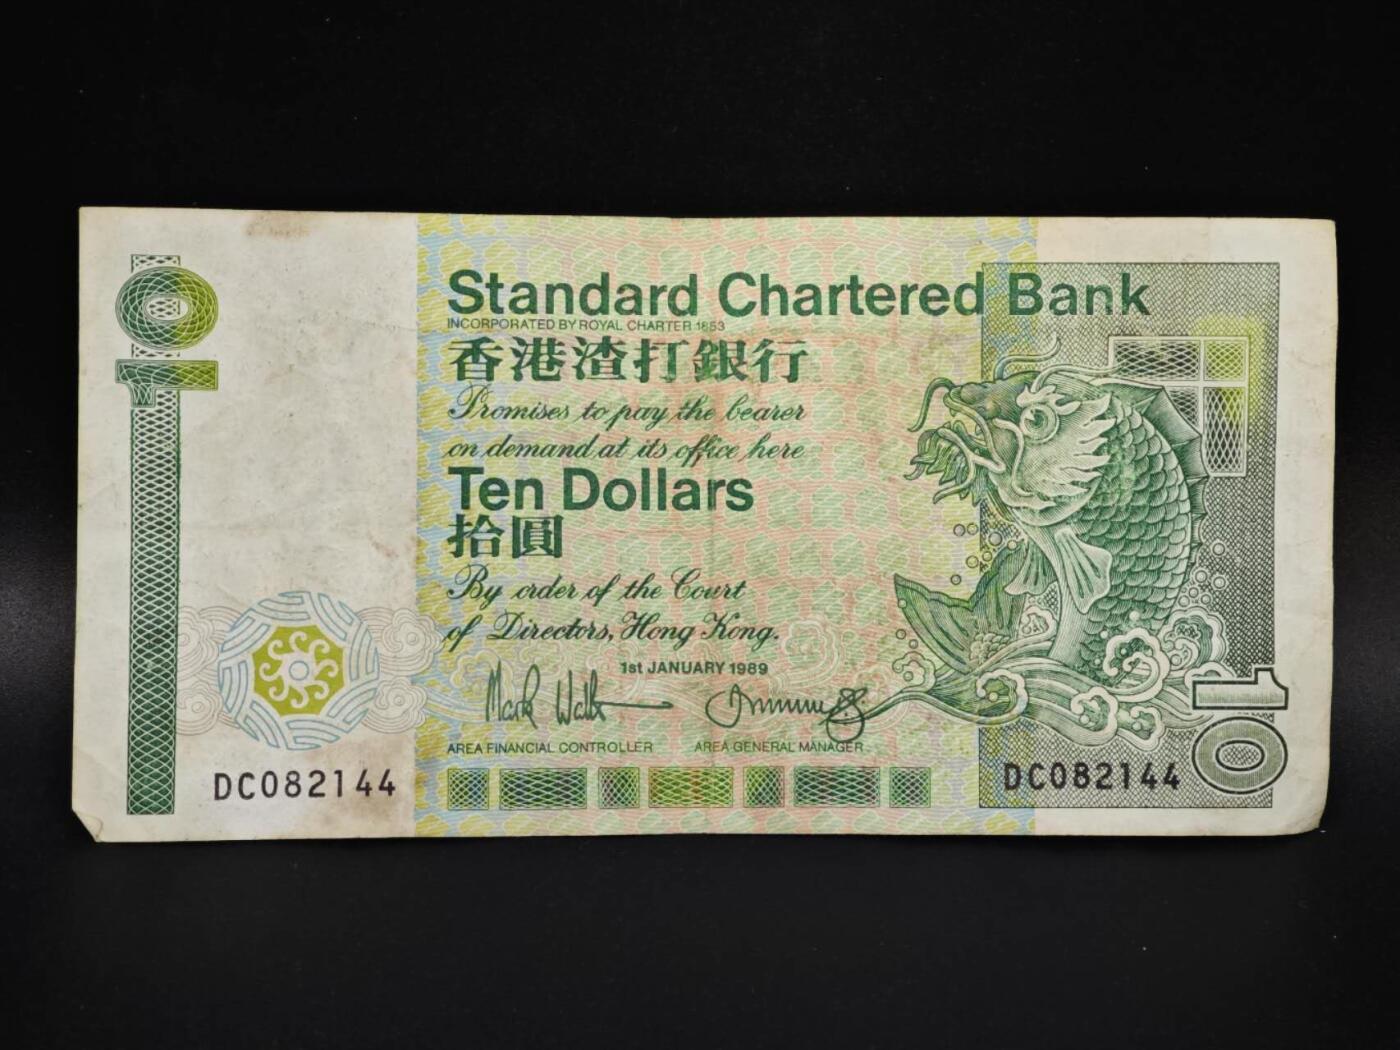 10
Standard Chartered Bank
INCORPORATED BY ROYAL CHARTER 1853
香港渣打銀行
Promises to pay the bearer
on demand at its office here
Ten Dollars
拾圓
By order of the Court
of Directors, Hong Kong.
1st JANUARY 1989
Mark Wal
AREA FINANCIAL CONTROLLER AREA GENERAL MANAGER
DC082144 DC082144
10